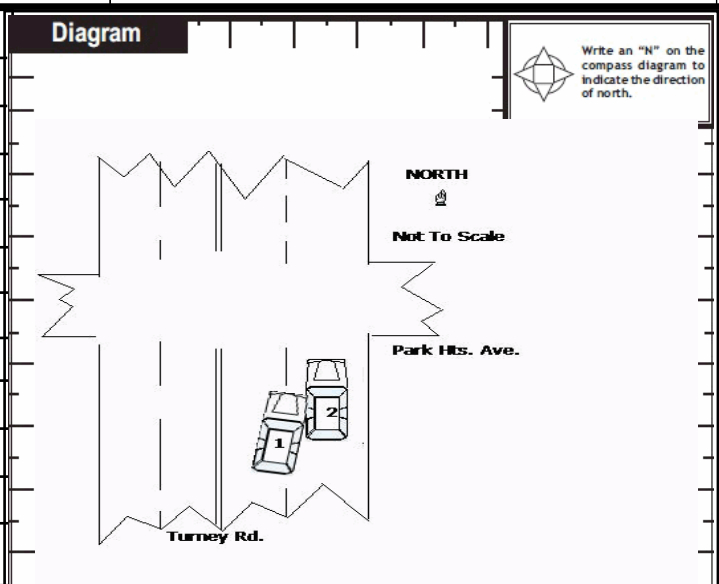 Diagram
Write an “N” on the
compass diagram to
indicate the direction
of north.
NORTH
Not To Scale
Park Hts. Ave.
2
1
Turney Rd.